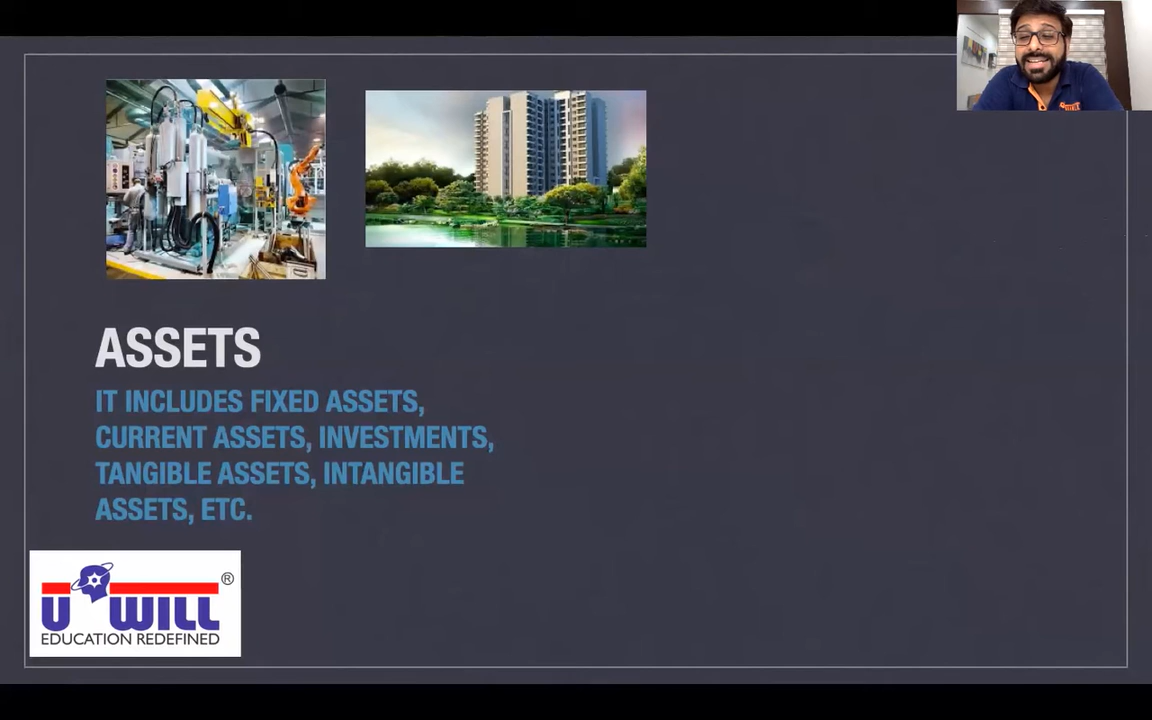 ASSETS
IT INCLUDES FIXED ASSETS,
CURRENT ASSETS, INVESTMENTS,
TANGIBLE ASSETS, INTANGIBLE
ASSETS, ETC.
U WILL ®
EDUCATION REDEFINED